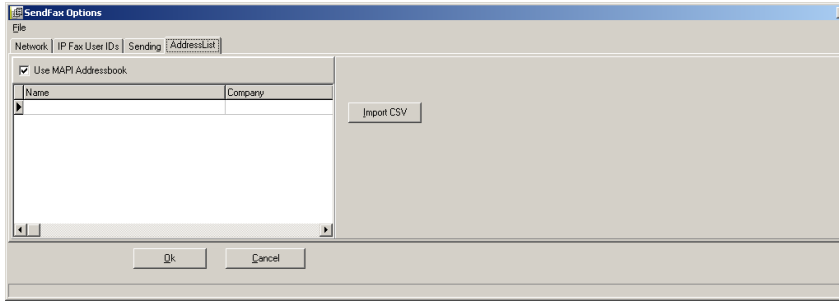 SendFax Options
File
Network IP Fax User IDs Sending AddressList
Use MAPI Addressbook
Name Company
Import CSV
Ok Cancel